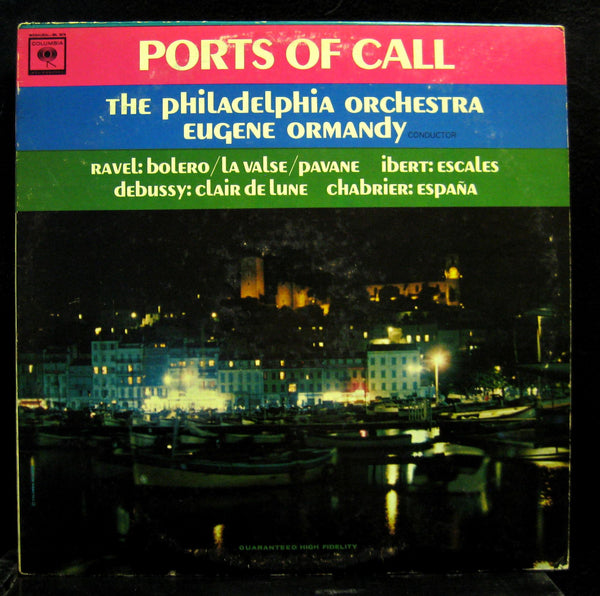 COLUMBIA
PORTS OF CALL
THE philadelphia ORCHESTRA
EUGENE ORMANDY CONDUCTOR
RAVEL: BOLERO/LA VALSE/PAVANE IBERT: ESCALES
DEBUSSY: CLAIR DE LUNE CHABRIER: ESPAÑA
GUARANTEED HIGH FIDELITY